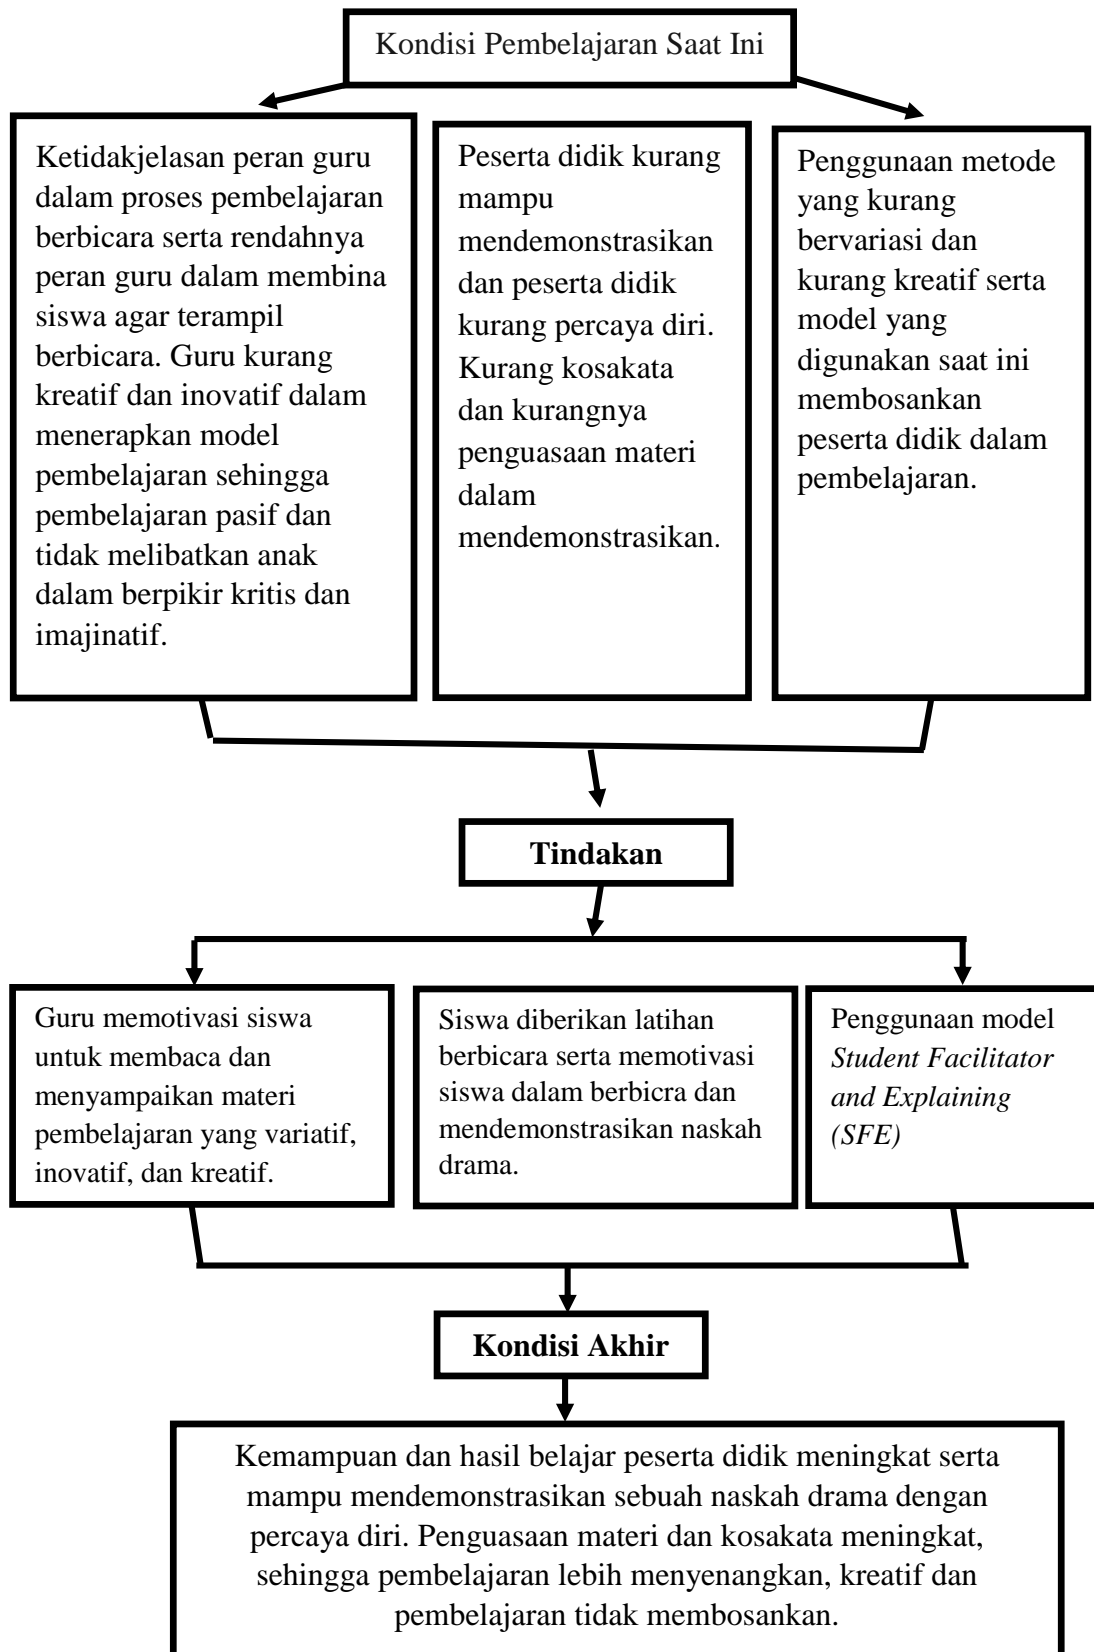 Kondisi Pembelajaran Saat Ini
Ketidakjelasan peran guru
dalam proses pembelajaran
berbicara serta rendahnya
peran guru dalam membina
siswa agar terampil
berbicara. Guru kurang
kreatif dan inovatif dalam
menerapkan model
pembelajaran sehingga
pembelajaran pasif dan
tidak melibatkan anak
dalam berpikir kritis dan
imajinatif.
Peserta didik kurang
mampu
mendemonstrasikan
dan peserta didik
kurang percaya diri.
Kurang kosakata
dan kurangnya
penguasaan materi
dalam
mendemonstrasikan.
Penggunaan metode
yang kurang
bervariasi dan
kurang kreatif serta
model yang
digunakan saat ini
membosankan
peserta didik dalam
pembelajaran.
Tindakan
Guru memotivasi siswa
untuk membaca dan
menyampaikan materi
pembelajaran yang variatif,
inovatif, dan kreatif.
Siswa diberikan latihan
berbicara serta memotivasi
siswa dalam berbicra dan
mendemonstrasikan naskah
drama.
Penggunaan model
Student Facilitator
and Explaining
(SFE)
Kondisi Akhir
Kemampuan dan hasil belajar peserta didik meningkat serta
mampu mendemonstrasikan sebuah naskah drama dengan
percaya diri. Penguasaan materi dan kosakata meningkat,
sehingga pembelajaran lebih menyenangkan, kreatif dan
pembelajaran tidak membosankan.